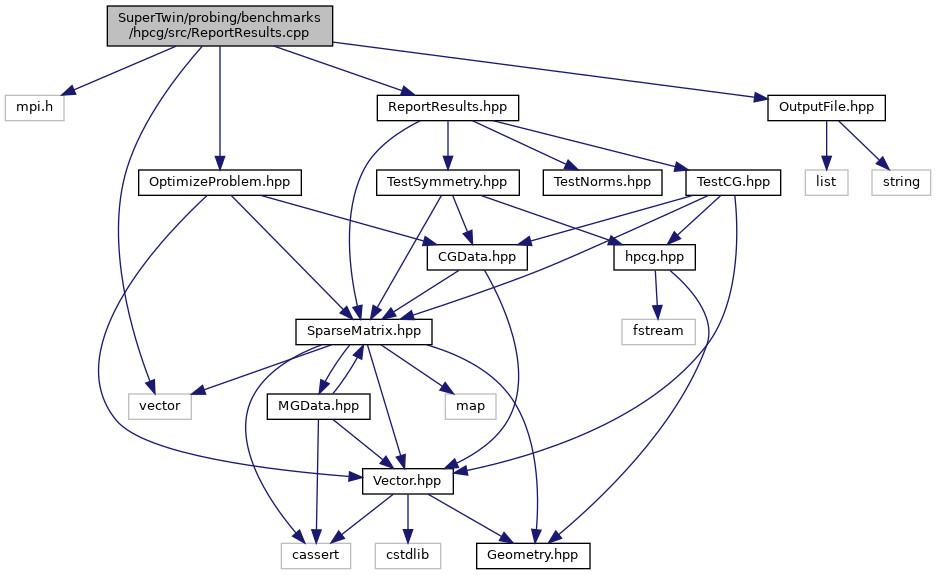 SuperTwin/probing/benchmarks
/hpcg/src/ReportResults.cpp
mpi.h
ReportResults.hpp
OutputFile.hpp
OptimizeProblem.hpp
TestSymmetry.hpp
TestNorms.hpp
TestCG.hpp
list
string
CGData.hpp
hpcg.hpp
SparseMatrix.hpp
fstream
vector
MGData.hpp
map
Vector.hpp
cassert
cstdlib
Geometry.hpp